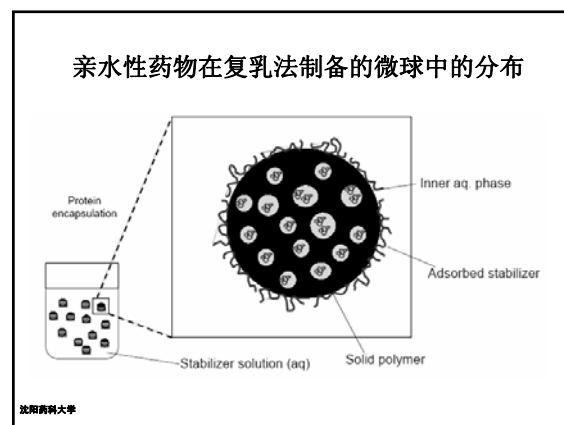 亲水性药物在复乳法制备的微球中的分布
Protein
encapsulation
Inner aq. phase
Adsorbed stabilizer
Solid polymer
Stabilizer solution (aq)
沈阳药科大学